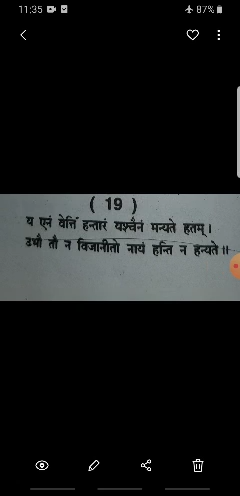 11:35 87%
( 19 )
य एनं वेत्ति हन्तारं यश्चैनं मन्यते हतम् ।
उभौ तौ न विजानीतो नायं हन्ति न हन्यते ॥